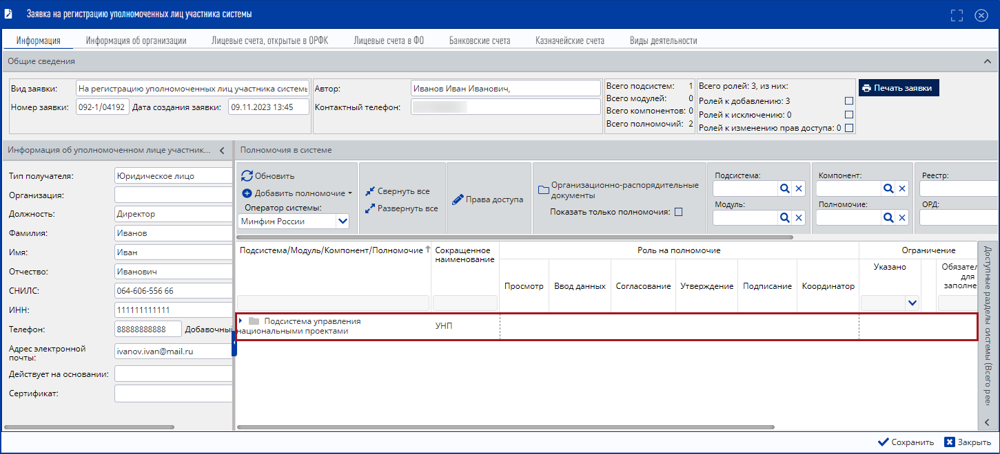 Заявка на регистрацию уполномоченных лиц участника системы
Информация
Информация об организации
Лицевые счета, открытые в ОРФК
Лицевые счета в ФО
Банковские счета
Казначейские счета
Виды деятельности
Общие сведения
Вид заявки: На регистрацию уполномоченных лиц участника системь
Номер заявки: 092-1/04192 Дата создания заявки: 09.11.2023 13:45
Автор: Иванов Иван Иванович,
Контактный телефон:
Всего подсистем: 1
Всего модулей: 0
Всего компонентов: 0
Всего полномочий: 2
Всего ролей: 3, из них:
Ролей к добавлению: 3
Ролей к исключению: 0
Ролей к изменению прав доступа: 0
Печать заявки
Информация об уполномоченном лице участник...
Тип получателя: Юридическое лицо
Организация:
Должность: Директор
Фамилия: Иванов
Имя: Иван
Отчество: Иванович
СНИЛС: 064-606-556 66
ИНН: 111111111111
Телефон: 88888888888 Добавочный
Адрес электронной
почты: ivanov.ivan@mail.ru
Действует на основании:
Сертификат:
Полномочия в системе
Обновить
Добавить полномочие
Оператор системы:
Минфин России
Свернуть все
Развернуть все
Права доступа
Организационно-распорядительные
документы
Показать только полномочия:
Подсистема:
Модуль:
Компонент:
Полномочие:
Реестр:
ОРД:
Подсистема/Модуль/Компонент/Полномочие
Сокращенное
наименование
Роль на полномочие
Просмотр
Ввод данных
Согласование
Утверждение
Подписание
Координатор
Ограничение
Указано
Обязател
для
заполне
Подсистема управления
национальными проектами
УНП
Доступные разделы системы (Всего реес
Сохранить
Закрыть